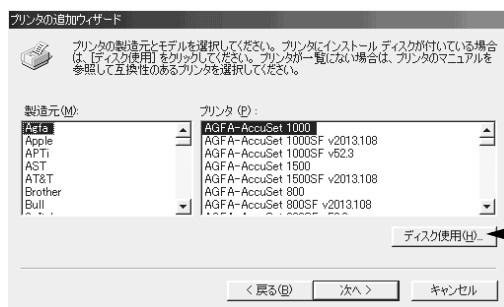 プリンタの追加ウィザード
プリンタの製造元とモデルを選択してください。プリンタにインストール ディスクが付いている場合
は、[ディスク使用] をクリックしてください。プリンタが一覧にない場合は、プリンタのマニュアルを
参照して互換性のあるプリンタを選択してください。
製造元(M):
プリンタ (P) :
Agfa
Apple
APTi
AST
AT&T
Brother
Bull
AGFA-AccuSet 1000
AGFA-AccuSet 1000SF v2013.108
AGFA-AccuSet 1000SF v52.3
AGFA-AccuSet 1500
AGFA-AccuSet 1500SF v2013.108
AGFA-AccuSet 800
AGFA-AccuSet 800SF v2013.108
ディスク使用(H)...
< 戻る(B)
次へ >
キャンセル